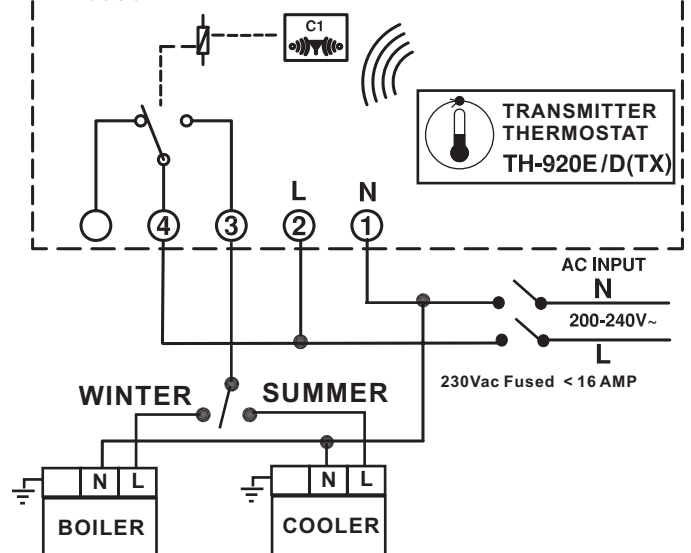 C1
TRANSMITTER
THERMOSTAT
TH-920E/D(TX)
L N
4 3 2 1
AC INPUT
N
200-240V~
L
230Vac Fused < 16 AMP
WINTER SUMMER
N L N L
BOILER COOLER